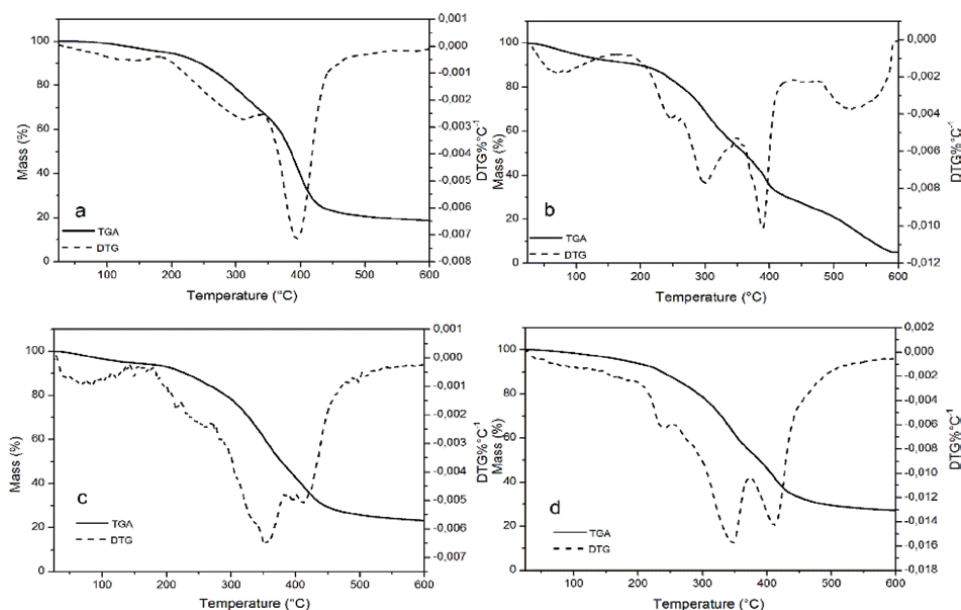 100
80
60
40
20
0
Mass (%)
a
TGA
DTG
100 200 300 400 500 600
Temperature (°C)
0,001
0,000
-0,001
-0,002
-0,003
-0,004
-0,005
-0,006
-0,007
-0,008
DTG%°C-1
100
80
60
40
20
0
Mass (%)
b
TGA
DTG
100 200 300 400 500 600
Temperature (°C)
0,000
-0,002
-0,004
-0,006
-0,008
-0,010
-0,012
DTG%°C-1
100
80
60
40
20
0
Mass (%)
c
TGA
DTG
100 200 300 400 500 600
Temperature (°C)
0,001
0,000
-0,001
-0,002
-0,003
-0,004
-0,005
-0,006
-0,007
DTG%°C-1
100
80
60
40
20
0
Mass (%)
d
TGA
DTG
100 200 300 400 500 600
Temperature (°C)
0,002
0,000
-0,002
-0,004
-0,006
-0,008
-0,010
-0,012
-0,014
-0,016
-0,018
DTG%°C-1